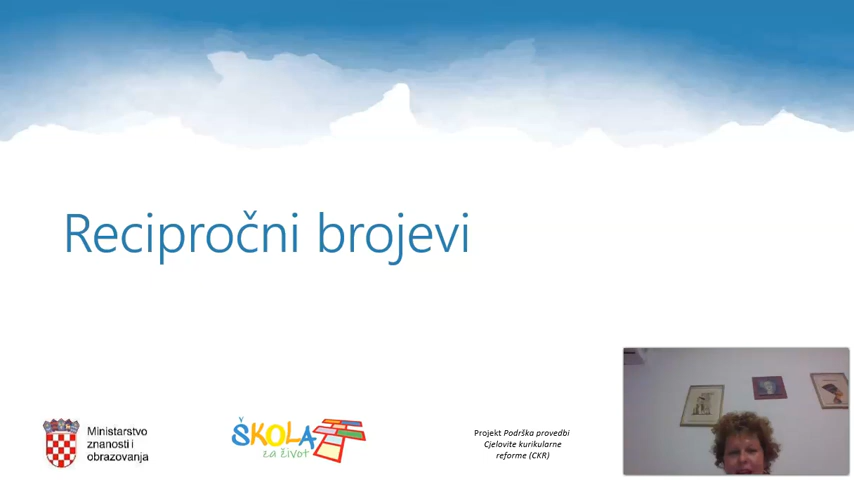 Recipročni brojevi
Ministarstvo
znanosti i
obrazovanja
ŠKOLA
za život
Projekt Podrška provedbi
Cjelovite kurikularne
reforme (CKR)